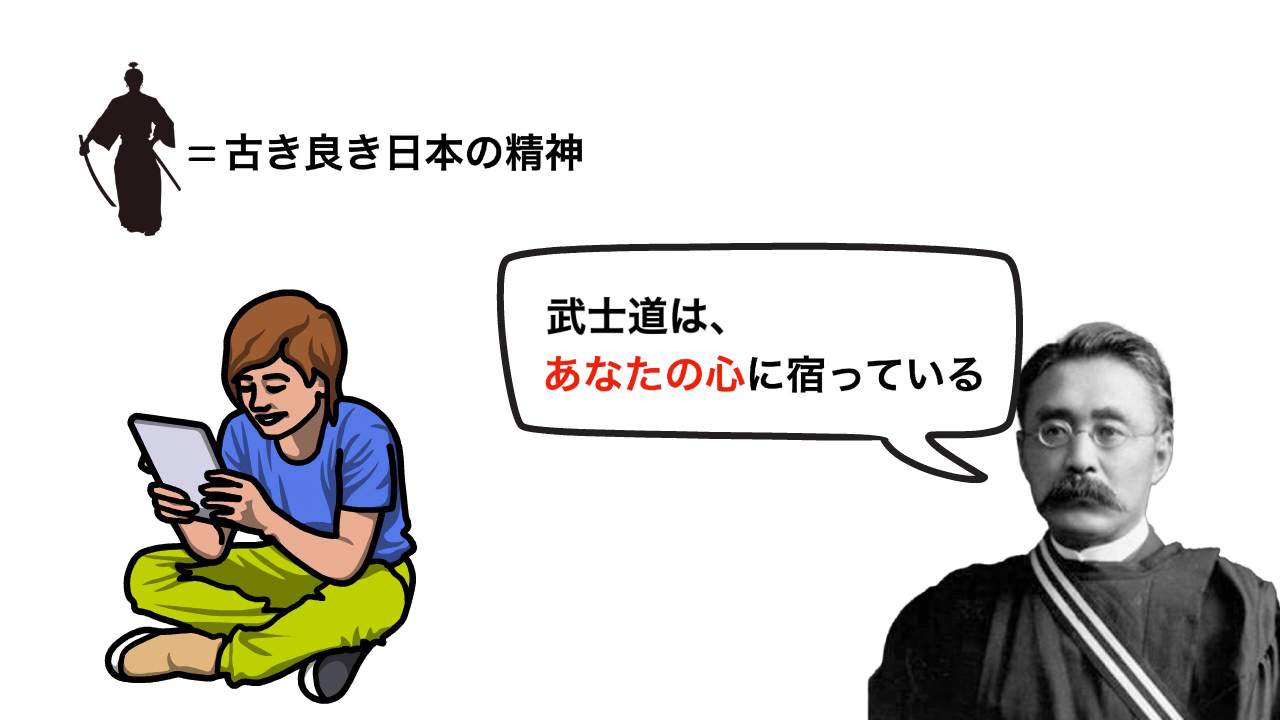 ＝古き良き日本の精神
武士道は、
あなたの心に宿っている